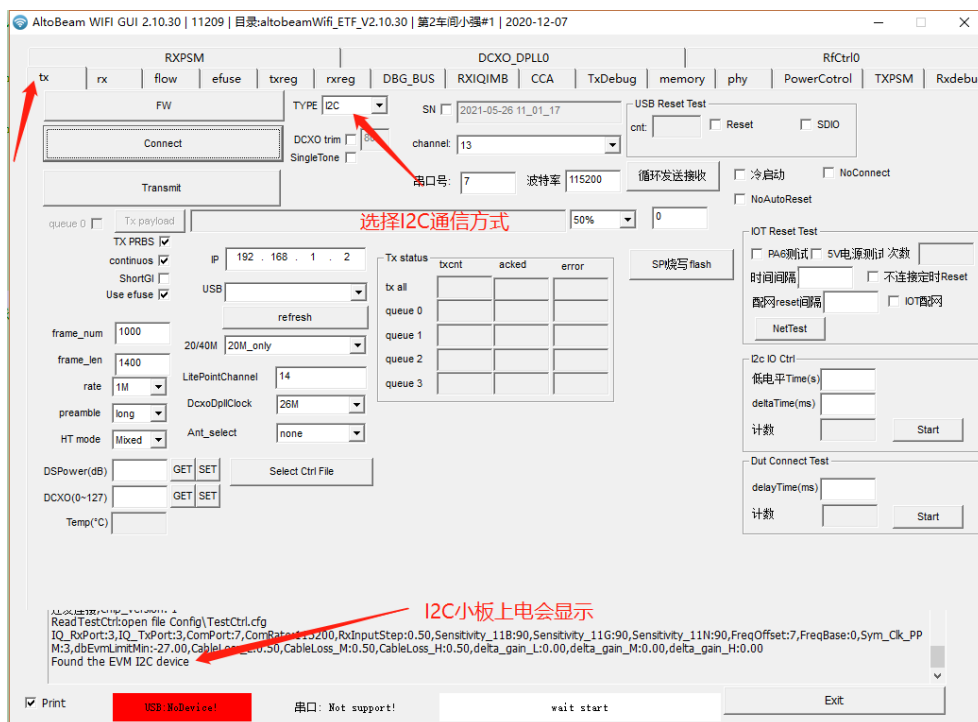 AltoBeam WIFI GUI 2.10.30 | 11209 | 目录:altobeamWifi_ETF_V2.10.30 | 第2车间小强#1 | 2020-12-07
RXPSM DCXO_DPLL0 RfCtrl0
tx rx flow efuse txreg rxreg DBG_BUS RXIQIMB CCA TxDebug memory phy PowerCotrol TXPSM Rxdebu
FW
TYPE I2C
SN 2021-05-26 11_01_17
USB Reset Test
cnt: Reset SDIO
Connect
DCXO trim
SingleTone
channel: 13
Transmit
串口号: 7 波特率 115200 循环发送接收
冷启动 NoConnect
NoAutoReset
queue 0 Tx payload
选择I2C通信方式
50% 0
TX PRBS
continuos
ShortGI
Use efuse
IP 192 . 168 . 1 . 2
USB
refresh
Tx status
txcnt acked error
tx all
queue 0
queue 1
queue 2
queue 3
SPI烧写flash
IOT Reset Test
PA6测试 5V电源测试 次数
时间间隔 不连接定时Reset
配网reset间隔 IOT配网
NetTest
frame_num 1000
frame_len 1400
rate 1M
preamble long
HT mode Mixed
20/40M 20M_only
LitePointChannel 14
DcxoDpllClock 26M
Ant_select none
I2c IO Ctrl
低电平Time(s)
deltaTime(ms)
计数 Start
DSPower(dB) GET SET
Select Ctrl File
DCXO(0~127) GET SET
Temp(°C)
Dut Connect Test
delayTime(ms)
计数 Start
I2C小板上电会显示
ReadTestCtrl:open file Config\TestCtrl.cfg
IQ_RxPort:3,IQ_TxPort:3,ComPort:7,ComRate:115200,RxInputStep:0.50,Sensitivity_11B:90,Sensitivity_11G:90,Sensitivity_11N:90,FreqOffset:7,FreqBase:0,Sym_Clk_PP
M:3,dbEvmLimitMin:-27.00,CableLoss_L:0.50,CableLoss_M:0.50,CableLoss_H:0.50,delta_gain_L:0.00,delta_gain_M:0.00,delta_gain_H:0.00
Found the EVM I2C device
Print
USB:NoDevice!
串口: Not support!
wait start
Exit